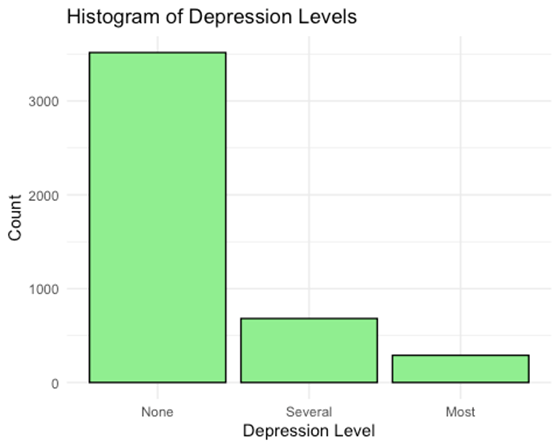 Histogram of Depression Levels
3000
2000
1000
0
Count
None Several Most
Depression Level